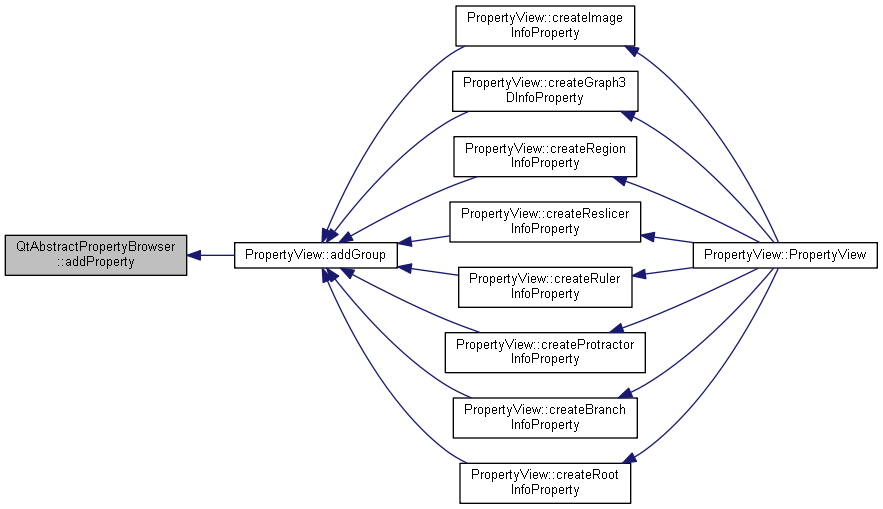 QtAbstractPropertyBrowser
::addProperty
PropertyView::addGroup
PropertyView::createImage
InfoProperty
PropertyView::createGraph3
DInfoProperty
PropertyView::createRegion
InfoProperty
PropertyView::createReslicer
InfoProperty
PropertyView::createRuler
InfoProperty
PropertyView::createProtractor
InfoProperty
PropertyView::createBranch
InfoProperty
PropertyView::createRoot
InfoProperty
PropertyView::PropertyView